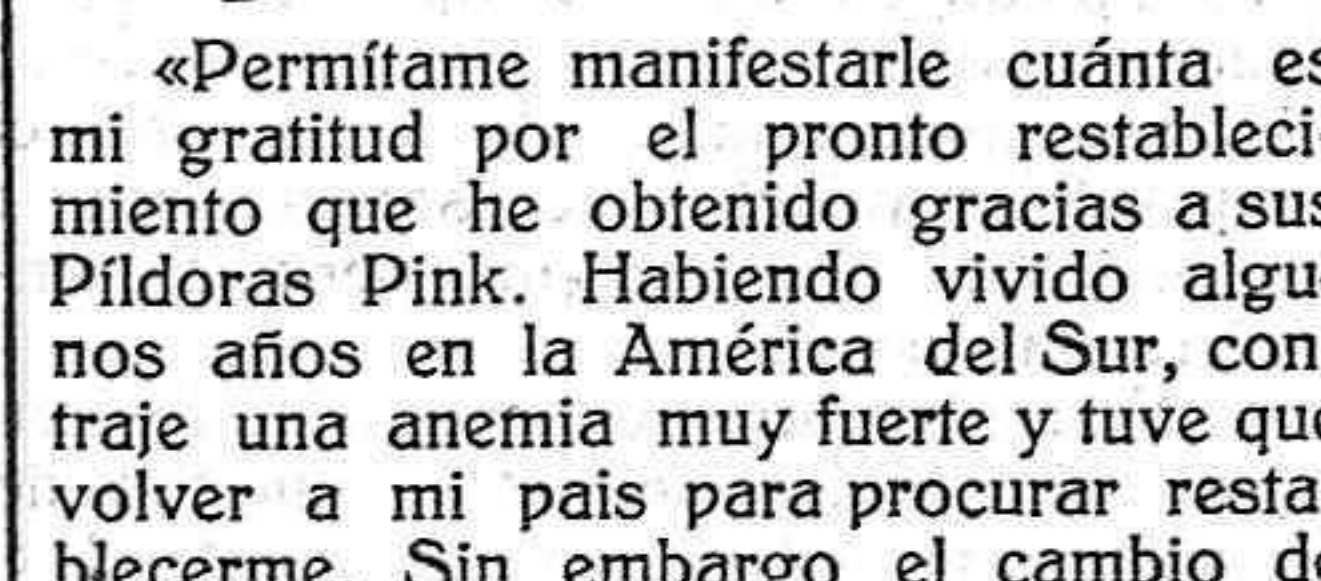 «Permítame manifestarle cuánta es
mi gratitud por el pronto restableci-
miento que he obtenido gracias a sus
Píldoras Pink. Habiendo vivido algu-
nos años en la América del Sur, con-
traje una anemia muy fuerte y tuve que
volver a mi pais para procurar resta-
blecerme. Sin embargo el cambio de